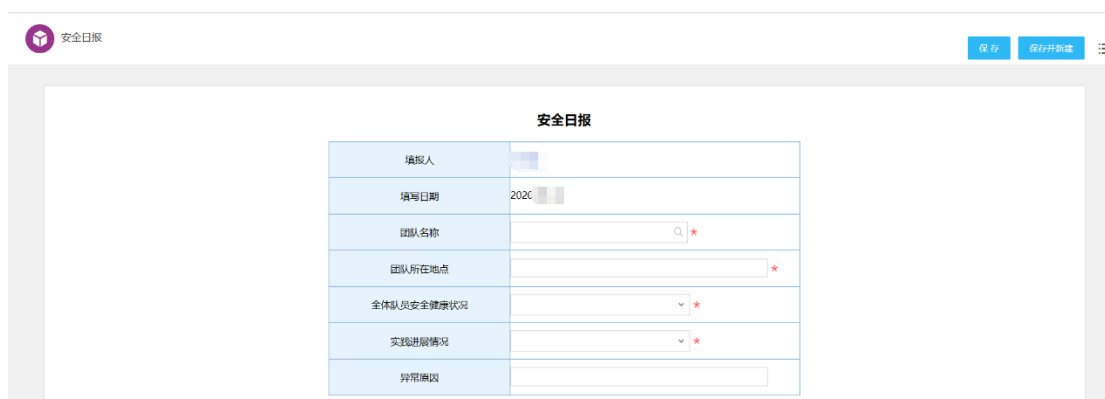 安全日报
保存 保存并新建
安全日报
填报人
填写日期 2020
团队名称 *
团队所在地点 *
全体队员安全健康状况 *
实践进展情况 *
异常原因